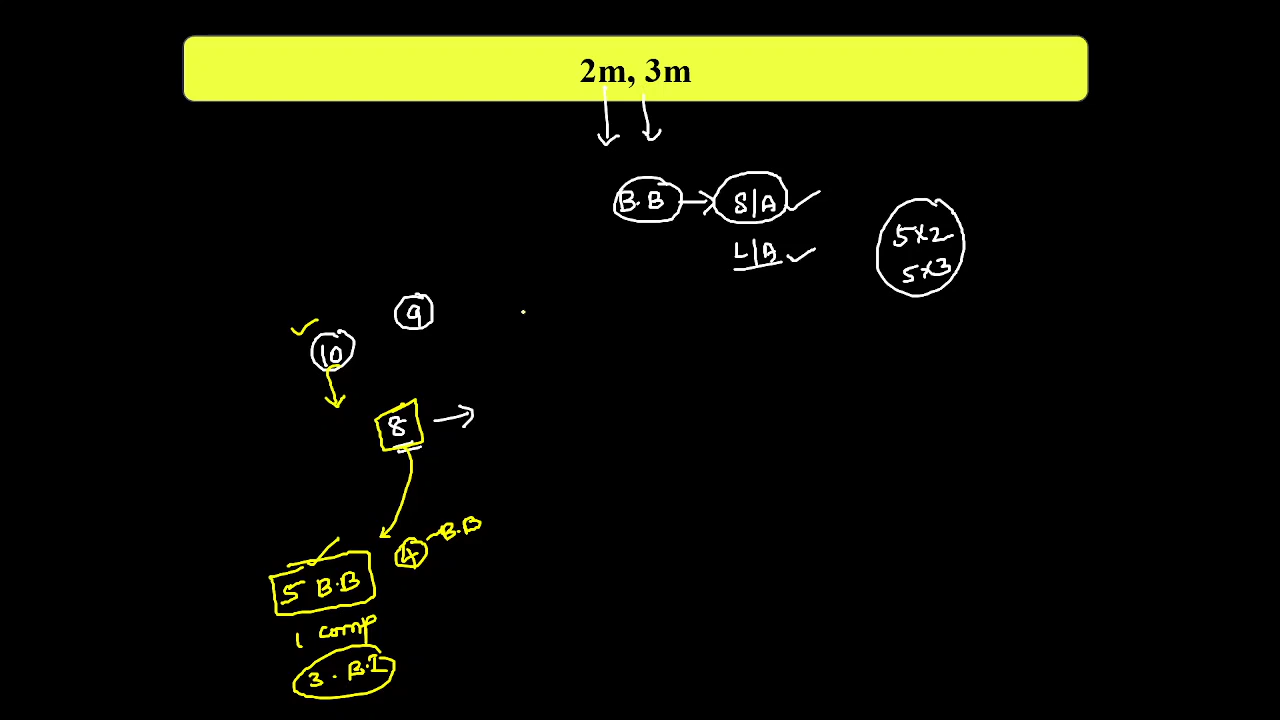 2m, 3m
B.B → S|A ✓
L|A ✓
5×2
5×3
9
10
8 →
4 - B.B
5 B.B
1 comp
3. B.I